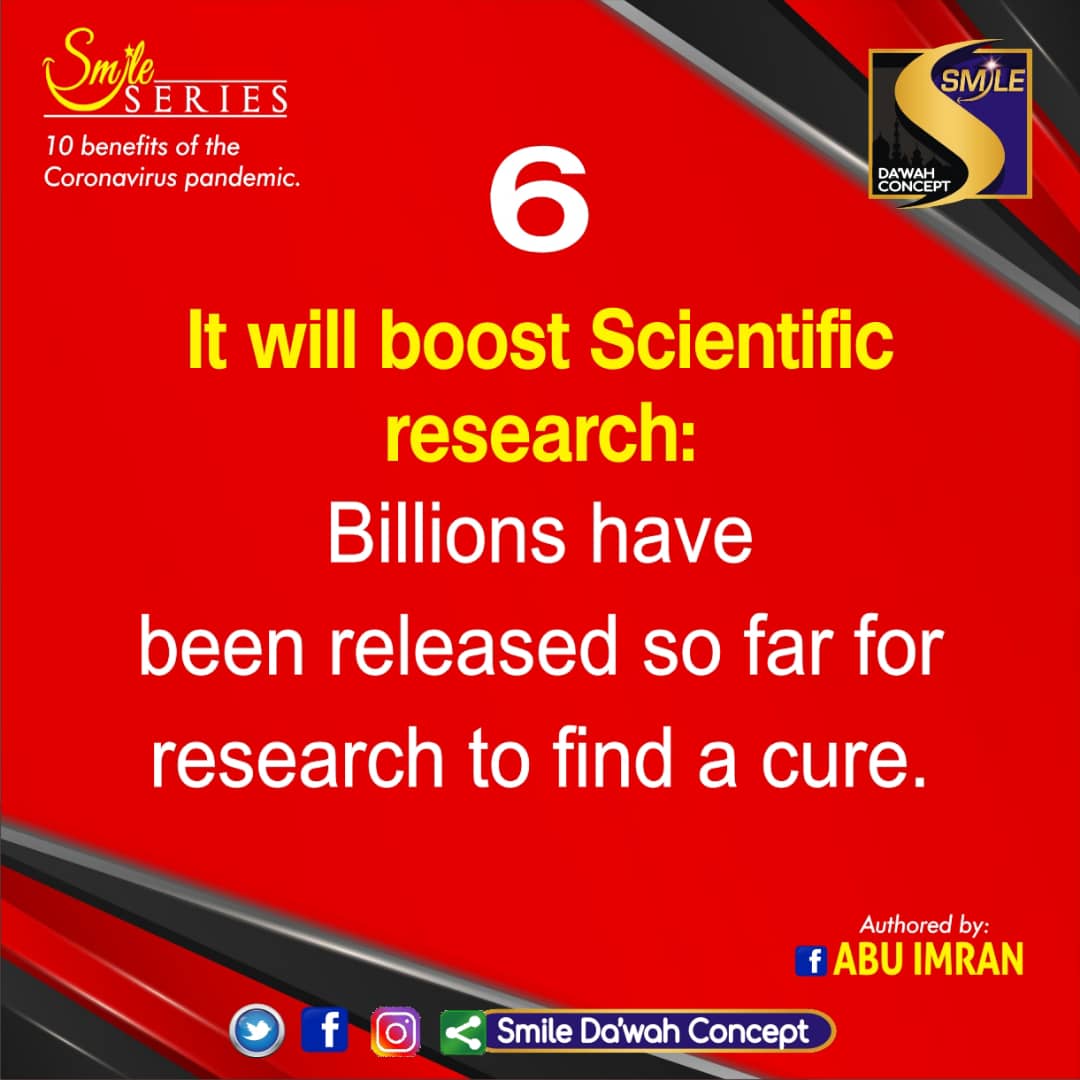 Smile
SERIES
10 benefits of the
Coronavirus pandemic.
SMILE
DA'WAH
CONCEPT
6
It will boost Scientific
research:
Billions have
been released so far for
research to find a cure.
Authored by:
ABU IMRAN
Smile Da'wah Concept